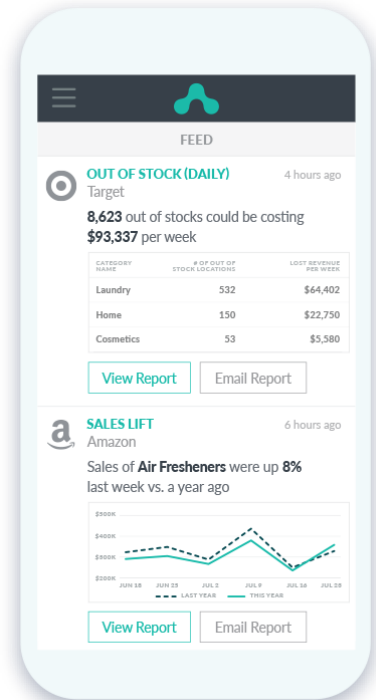 FEED
OUT OF STOCK (DAILY) 4 hours ago
Target
8,623 out of stocks could be costing
$93,337 per week
CATEGORY NAME # OF OUT OF STOCK LOCATIONS LOST REVENUE PER WEEK
Laundry 532 $64,402
Home 150 $22,750
Cosmetics 53 $5,580
View Report Email Report
SALES LIFT 6 hours ago
Amazon
Sales of Air Fresheners were up 8%
last week vs. a year ago
$500K
$400K
$300K
$200K
JUN 18 JUN 25 JUL 2 JUL 9 JUL 16 JUL 25
LAST YEAR THIS YEAR
View Report Email Report